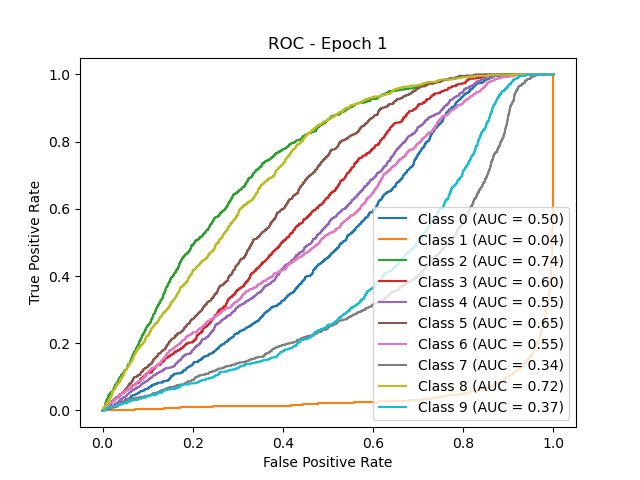 ROC - Epoch 1
True Positive Rate
1.0
0.8
0.6
0.4
0.2
0.0
Class 0 (AUC = 0.50)
Class 1 (AUC = 0.04)
Class 2 (AUC = 0.74)
Class 3 (AUC = 0.60)
Class 4 (AUC = 0.55)
Class 5 (AUC = 0.65)
Class 6 (AUC = 0.55)
Class 7 (AUC = 0.34)
Class 8 (AUC = 0.72)
Class 9 (AUC = 0.37)
0.0 0.2 0.4 0.6 0.8 1.0
False Positive Rate